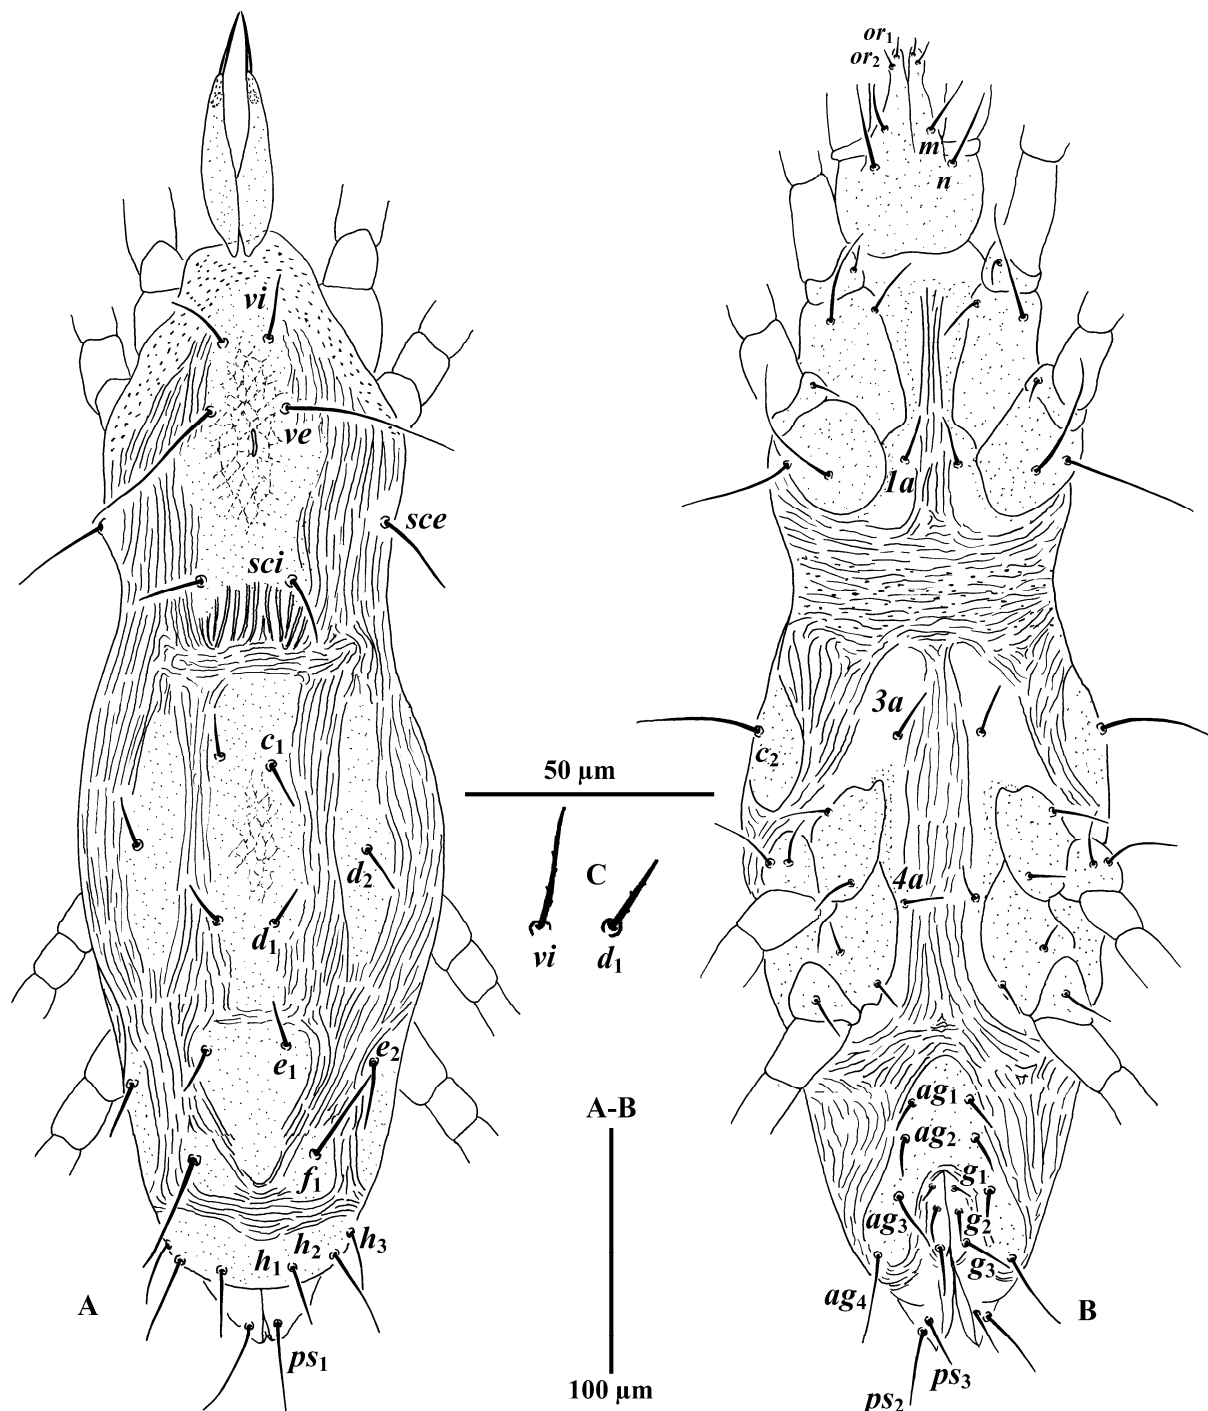 or₁
or₂
m
n
vi
ve
1a
sce
sci
3a
c₁
c₂
50 µm
d₂
C
4a
d₁
vi
d₁
e₁
e₂
A-B
ag₁
ag₂
f₁
g₁
ag₃
g₂
h₁
h₂
h₃
g₃
ag₄
A
B
ps₁
100 µm
ps₃
ps₂